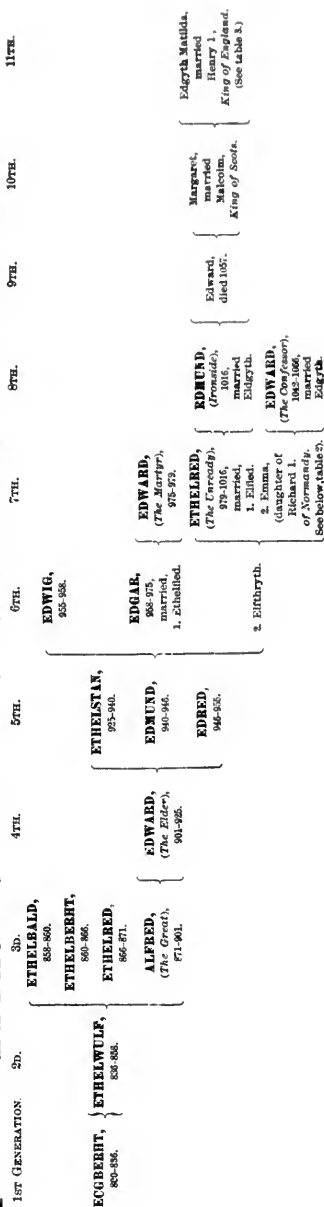 1ST GENERATION.
ECGBERHT,
2D.
ETHELWULF,
836-858.
3D.
ETHELBALD,
858-860.
ETHELBERHT,
860-866.
ETHELRED,
866-871.
ALFRED,
(The Great),
871-901.
4TH.
EDWARD,
(The Elder),
901-925.
5TH.
ETHELSTAN,
925-940.
EDMUND,
940-946.
EDRED,
946-955.
6TH.
EDWIG,
955-958.
EDGAR,
958-975,
married,
1. Ethelfled.
2. Elfthryth.
7TH.
EDWARD,
(The Martyr),
975-979.
ETHELRED,
(The Unready),
979-1016,
married,
1. Elfled.
2. Emma,
(daughter of
Richard 1.
of Normandy.
See below, table 2).
8TH.
EDMUND,
(Ironside),
1016,
married
Eldgyth.
EDWARD,
(The Confessor),
1042-1066,
married
Edgyth.
9TH.
Edward,
died 1057.
10TH.
Margaret,
married
Malcolm,
King of Scots.
11TH.
Edgyth Matilda,
married
Henry 1,
King of England.
(See table 3.)